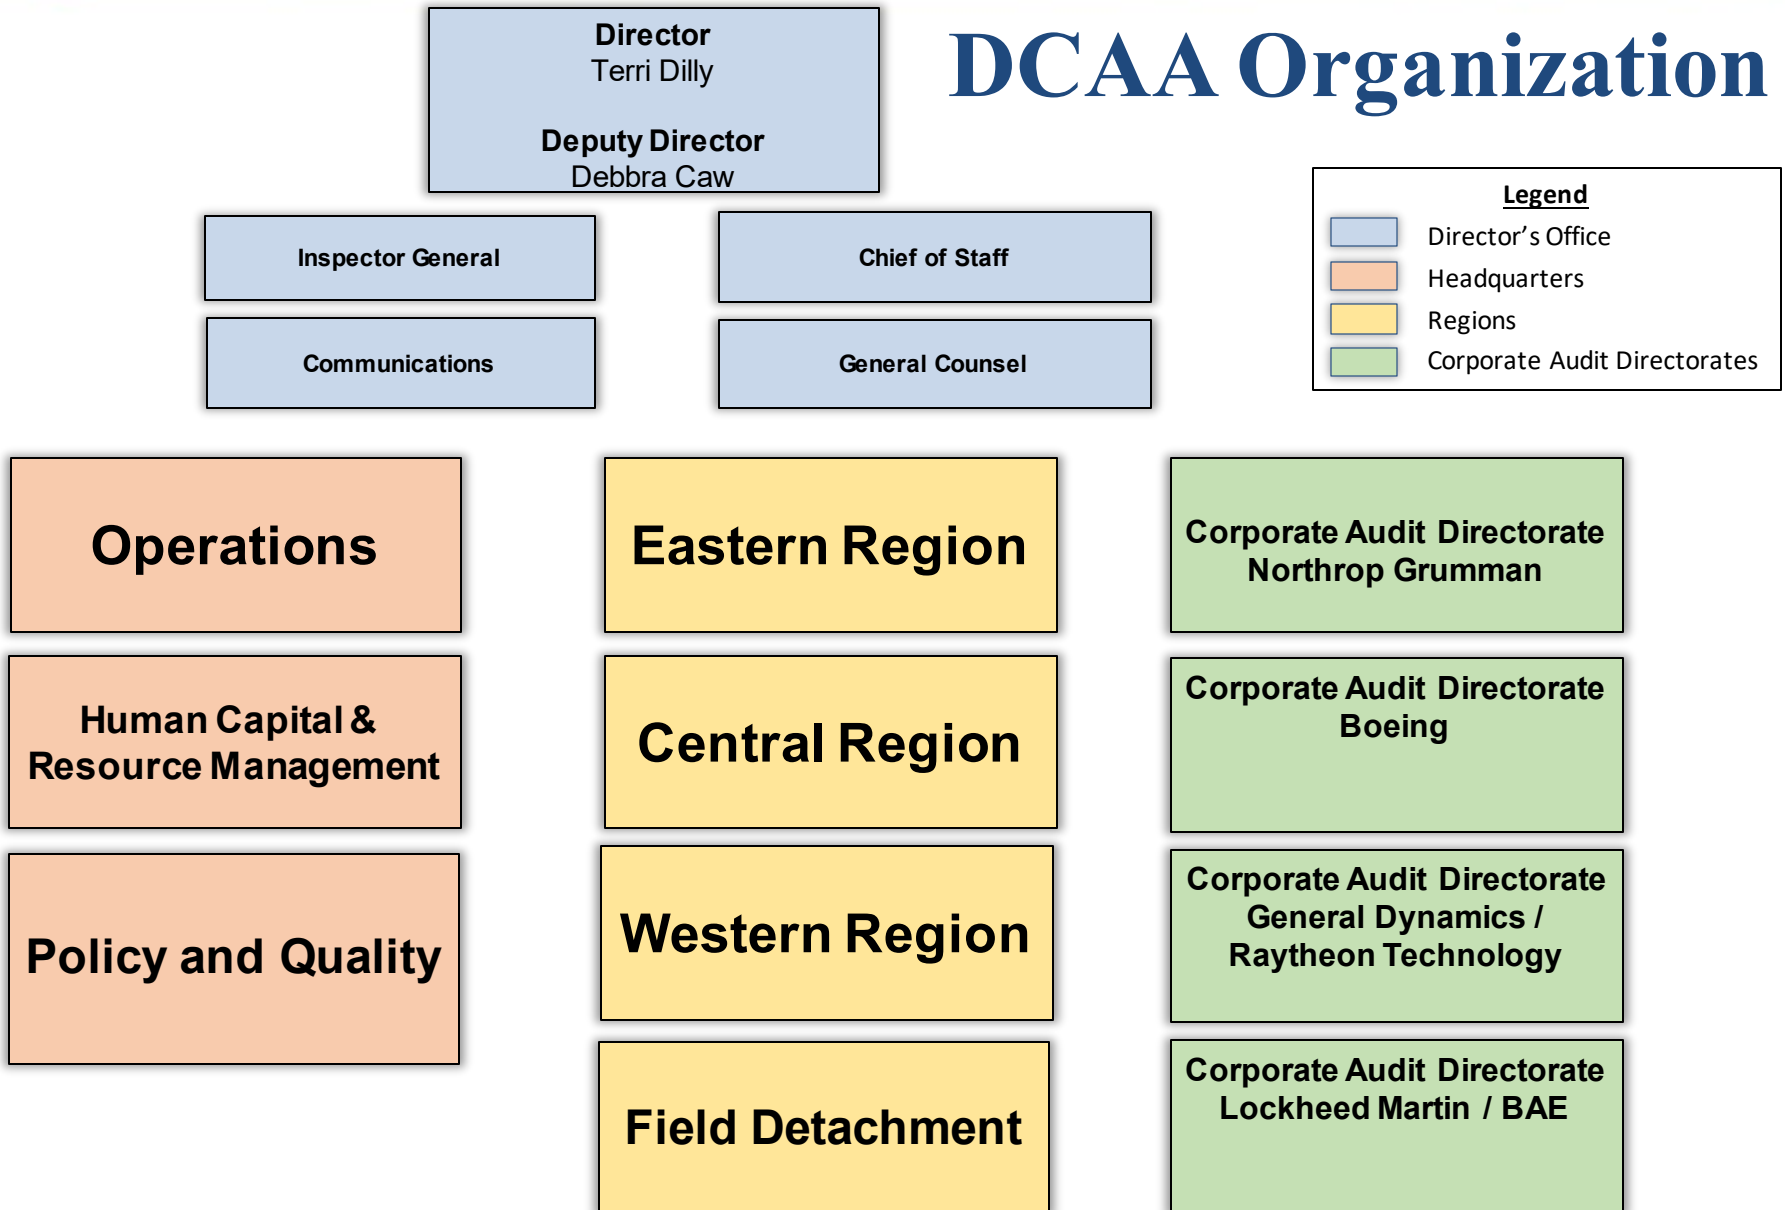 DCAA Organization
Director
Terri Dilly
Deputy Director
Debbra Caw
Legend
Director’s Office
Headquarters
Regions
Corporate Audit Directorates
Inspector General
Chief of Staff
Communications
General Counsel
Operations
Human Capital &
Resource Management
Policy and Quality
Eastern Region
Central Region
Western Region
Field Detachment
Corporate Audit Directorate
Northrop Grumman
Corporate Audit Directorate
Boeing
Corporate Audit Directorate
General Dynamics /
Raytheon Technology
Corporate Audit Directorate
Lockheed Martin / BAE